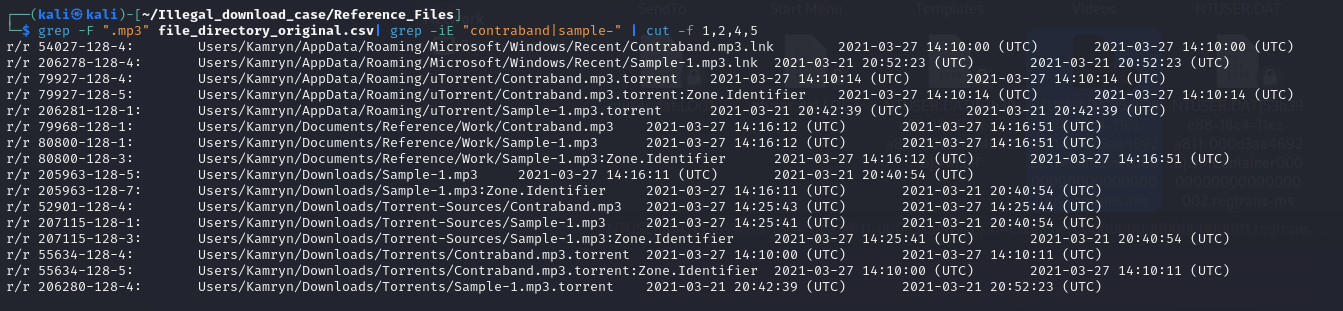 ┌──(kali㉿kali)-[~/Illegal_download_case/Reference_Files]
└─$ grep -F ".mp3" file_directory_original.csv| grep -iE "contraband|sample-" | cut -f 1,2,4,5
r/r 54027-128-4: Users/Kamryn/AppData/Roaming/Microsoft/Windows/Recent/Contraband.mp3.lnk 2021-03-27 14:10:00 (UTC) 2021-03-27 14:10:00 (UTC)
r/r 206278-128-4: Users/Kamryn/AppData/Roaming/Microsoft/Windows/Recent/Sample-1.mp3.lnk 2021-03-21 20:52:23 (UTC) 2021-03-21 20:52:23 (UTC)
r/r 79927-128-4: Users/Kamryn/AppData/Roaming/uTorrent/Contraband.mp3.torrent 2021-03-27 14:10:14 (UTC) 2021-03-27 14:10:14 (UTC)
r/r 79927-128-5: Users/Kamryn/AppData/Roaming/uTorrent/Contraband.mp3.torrent:Zone.Identifier 2021-03-27 14:10:14 (UTC) 2021-03-27 14:10:14 (UTC)
r/r 206281-128-1: Users/Kamryn/AppData/Roaming/uTorrent/Sample-1.mp3.torrent 2021-03-21 20:42:39 (UTC) 2021-03-21 20:42:39 (UTC)
r/r 79968-128-1: Users/Kamryn/Documents/Reference/Work/Contraband.mp3 2021-03-27 14:16:12 (UTC) 2021-03-27 14:16:51 (UTC)
r/r 80800-128-1: Users/Kamryn/Documents/Reference/Work/Sample-1.mp3 2021-03-27 14:16:12 (UTC) 2021-03-27 14:16:51 (UTC)
r/r 80800-128-3: Users/Kamryn/Documents/Reference/Work/Sample-1.mp3:Zone.Identifier 2021-03-27 14:16:12 (UTC) 2021-03-27 14:16:51 (UTC)
r/r 205963-128-5: Users/Kamryn/Downloads/Sample-1.mp3 2021-03-27 14:16:11 (UTC) 2021-03-21 20:40:54 (UTC)
r/r 205963-128-7: Users/Kamryn/Downloads/Sample-1.mp3:Zone.Identifier 2021-03-27 14:16:11 (UTC) 2021-03-21 20:40:54 (UTC)
r/r 52901-128-4: Users/Kamryn/Downloads/Torrent-Sources/Contraband.mp3 2021-03-27 14:25:43 (UTC) 2021-03-27 14:25:44 (UTC)
r/r 207115-128-1: Users/Kamryn/Downloads/Torrent-Sources/Sample-1.mp3 2021-03-27 14:25:41 (UTC) 2021-03-21 20:40:54 (UTC)
r/r 207115-128-3: Users/Kamryn/Downloads/Torrent-Sources/Sample-1.mp3:Zone.Identifier 2021-03-27 14:25:41 (UTC) 2021-03-21 20:40:54 (UTC)
r/r 55634-128-4: Users/Kamryn/Downloads/Torrents/Contraband.mp3.torrent 2021-03-27 14:10:00 (UTC) 2021-03-27 14:10:11 (UTC)
r/r 55634-128-5: Users/Kamryn/Downloads/Torrents/Contraband.mp3.torrent:Zone.Identifier 2021-03-27 14:10:00 (UTC) 2021-03-27 14:10:11 (UTC)
r/r 206280-128-4: Users/Kamryn/Downloads/Torrents/Sample-1.mp3.torrent 2021-03-21 20:42:39 (UTC) 2021-03-21 20:52:23 (UTC)